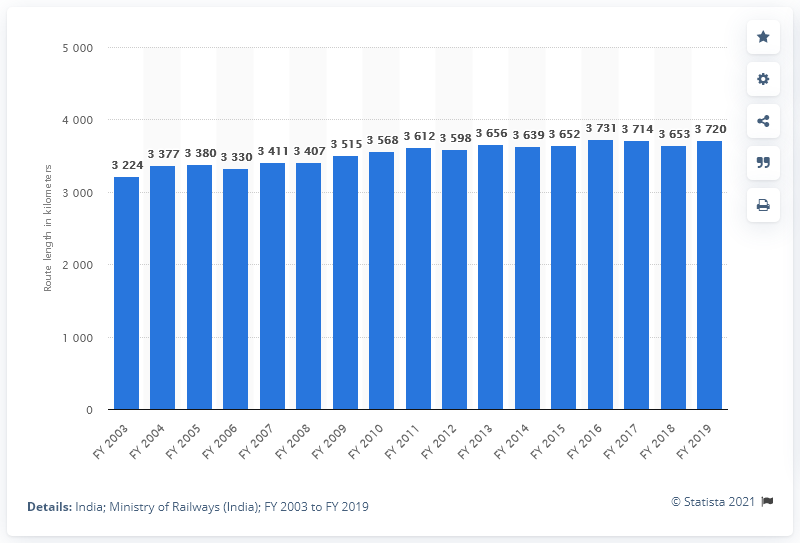 5 000
4 000
3 000
2 000
1 000
0
Route length in kilometers
3 224
3 377
3 380
3 330
3 411
3 407
3 515
3 568
3 612
3 598
3 656
3 639
3 652
3 731
3 714
3 653
3 720
FY 2003
FY 2004
FY 2005
FY 2006
FY 2007
FY 2008
FY 2009
FY 2010
FY 2011
FY 2012
FY 2013
FY 2014
FY 2015
FY 2016
FY 2017
FY 2018
FY 2019
Details: India; Ministry of Railways (India); FY 2003 to FY 2019
© Statista 2021